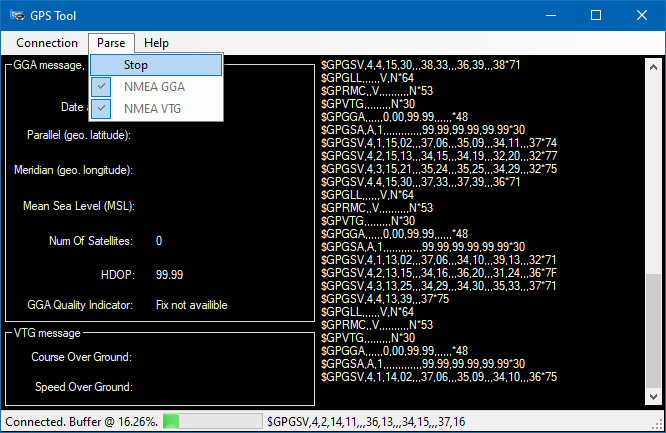 GPS Tool
Connection Parse Help
Stop
NMEA GGA
NMEA VTG
GGA message,
Date a
Parallel (geo. latitude):
Meridian (geo. longitude):
Mean Sea Level (MSL):
Num Of Satellites: 0
HDOP: 99.99
GGA Quality Indicator: Fix not availible
VTG message
Course Over Ground:
Speed Over Ground:
$GPGSV,4,4,15,30,,,38,33,,,36,39,,,38*71
$GPGLL,,,,,,V,N*64
$GPRMC,,V,,,,,,,,,,N*53
$GPVTG,,,,,,,,,N*30
$GPGGA,,,,,,0,00,99.99,,,,,,*48
$GPGSA,A,1,,,,,,,,,,,,,99.99,99.99,99.99*30
$GPGSV,4,1,15,02,,,37,06,,,35,09,,,34,11,,,37*74
$GPGSV,4,2,15,13,,,34,15,,,34,19,,,32,20,,,32*77
$GPGSV,4,3,15,21,,,35,24,,,35,25,,,34,29,,,32*75
$GPGSV,4,4,15,30,,,37,33,,,37,39,,,36*71
$GPGLL,,,,,,V,N*64
$GPRMC,,V,,,,,,,,,,N*53
$GPVTG,,,,,,,,,N*30
$GPGGA,,,,,,0,00,99.99,,,,,,*48
$GPGSA,A,1,,,,,,,,,,,,,99.99,99.99,99.99*30
$GPGSV,4,1,13,02,,,37,06,,,34,10,,,39,13,,,32*71
$GPGSV,4,2,13,15,,,34,16,,,36,20,,,31,24,,,36*7F
$GPGSV,4,3,13,25,,,34,29,,,34,30,,,35,33,,,37*71
$GPGSV,4,4,13,39,,,37*75
$GPGLL,,,,,,V,N*64
$GPRMC,,V,,,,,,,,,,N*53
$GPVTG,,,,,,,,,N*30
$GPGGA,,,,,,0,00,99.99,,,,,,*48
$GPGSA,A,1,,,,,,,,,,,,,99.99,99.99,99.99*30
$GPGSV,4,1,14,02,,,37,06,,,35,09,,,34,10,,,36*75
Connected. Buffer @ 16.26%. $GPGSV,4,2,14,11,,,36,13,,,34,15,,,37,16